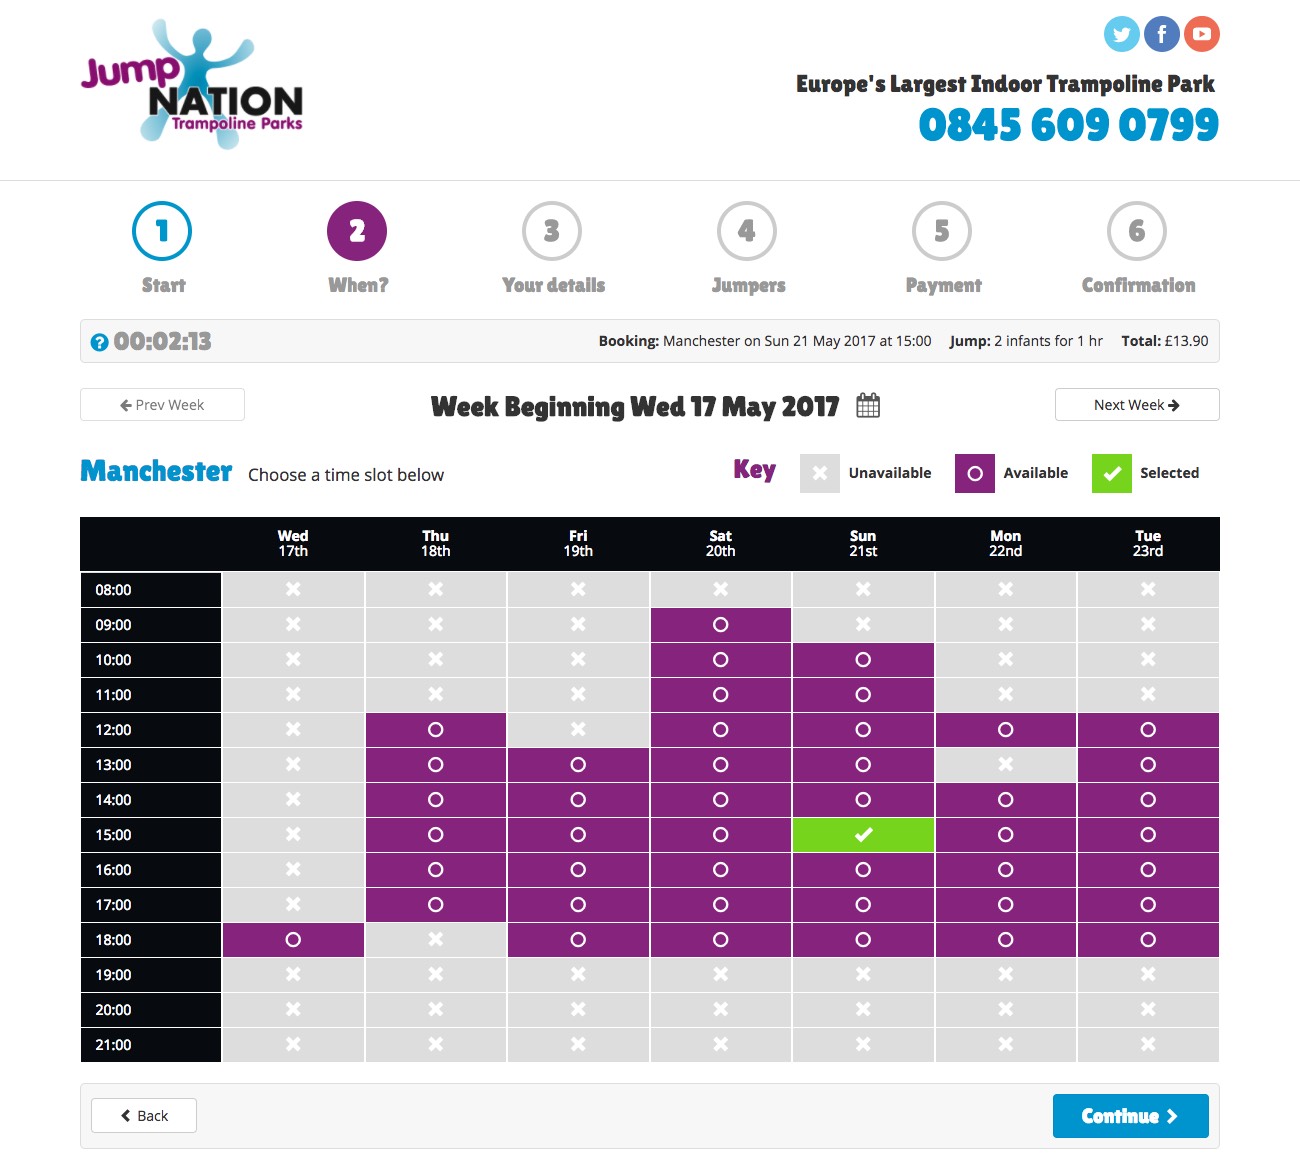 Jump
NATION
Trampoline Parks
Europe's Largest Indoor Trampoline Park
0845 609 0799
1 2 3 4 5 6
Start When? Your details Jumpers Payment Confirmation
? 00:02:13 Booking: Manchester on Sun 21 May 2017 at 15:00 Jump: 2 infants for 1 hr Total: £13.90
Prev Week Week Beginning Wed 17 May 2017 Next Week
Manchester Choose a time slot below Key Unavailable Available Selected
Wed Thu Fri Sat Sun Mon Tue
17th 18th 19th 20th 21st 22nd 23rd
08:00
09:00
10:00
11:00
12:00
13:00
14:00
15:00
16:00
17:00
18:00
19:00
20:00
21:00
Back Continue